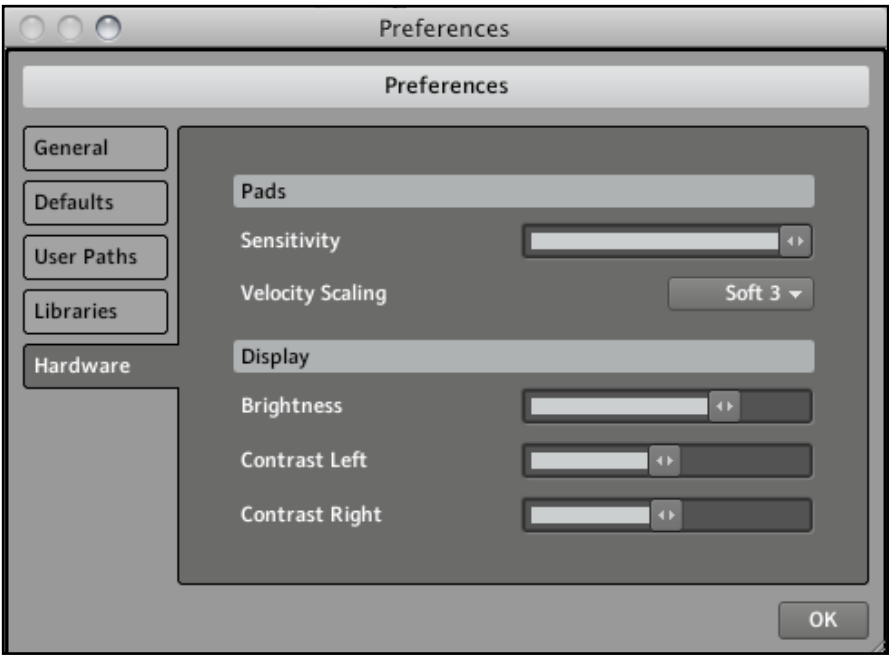 Preferences
Preferences
General
Defaults
User Paths
Libraries
Hardware
Pads
Sensitivity
Velocity Scaling Soft 3
Display
Brightness
Contrast Left
Contrast Right
OK